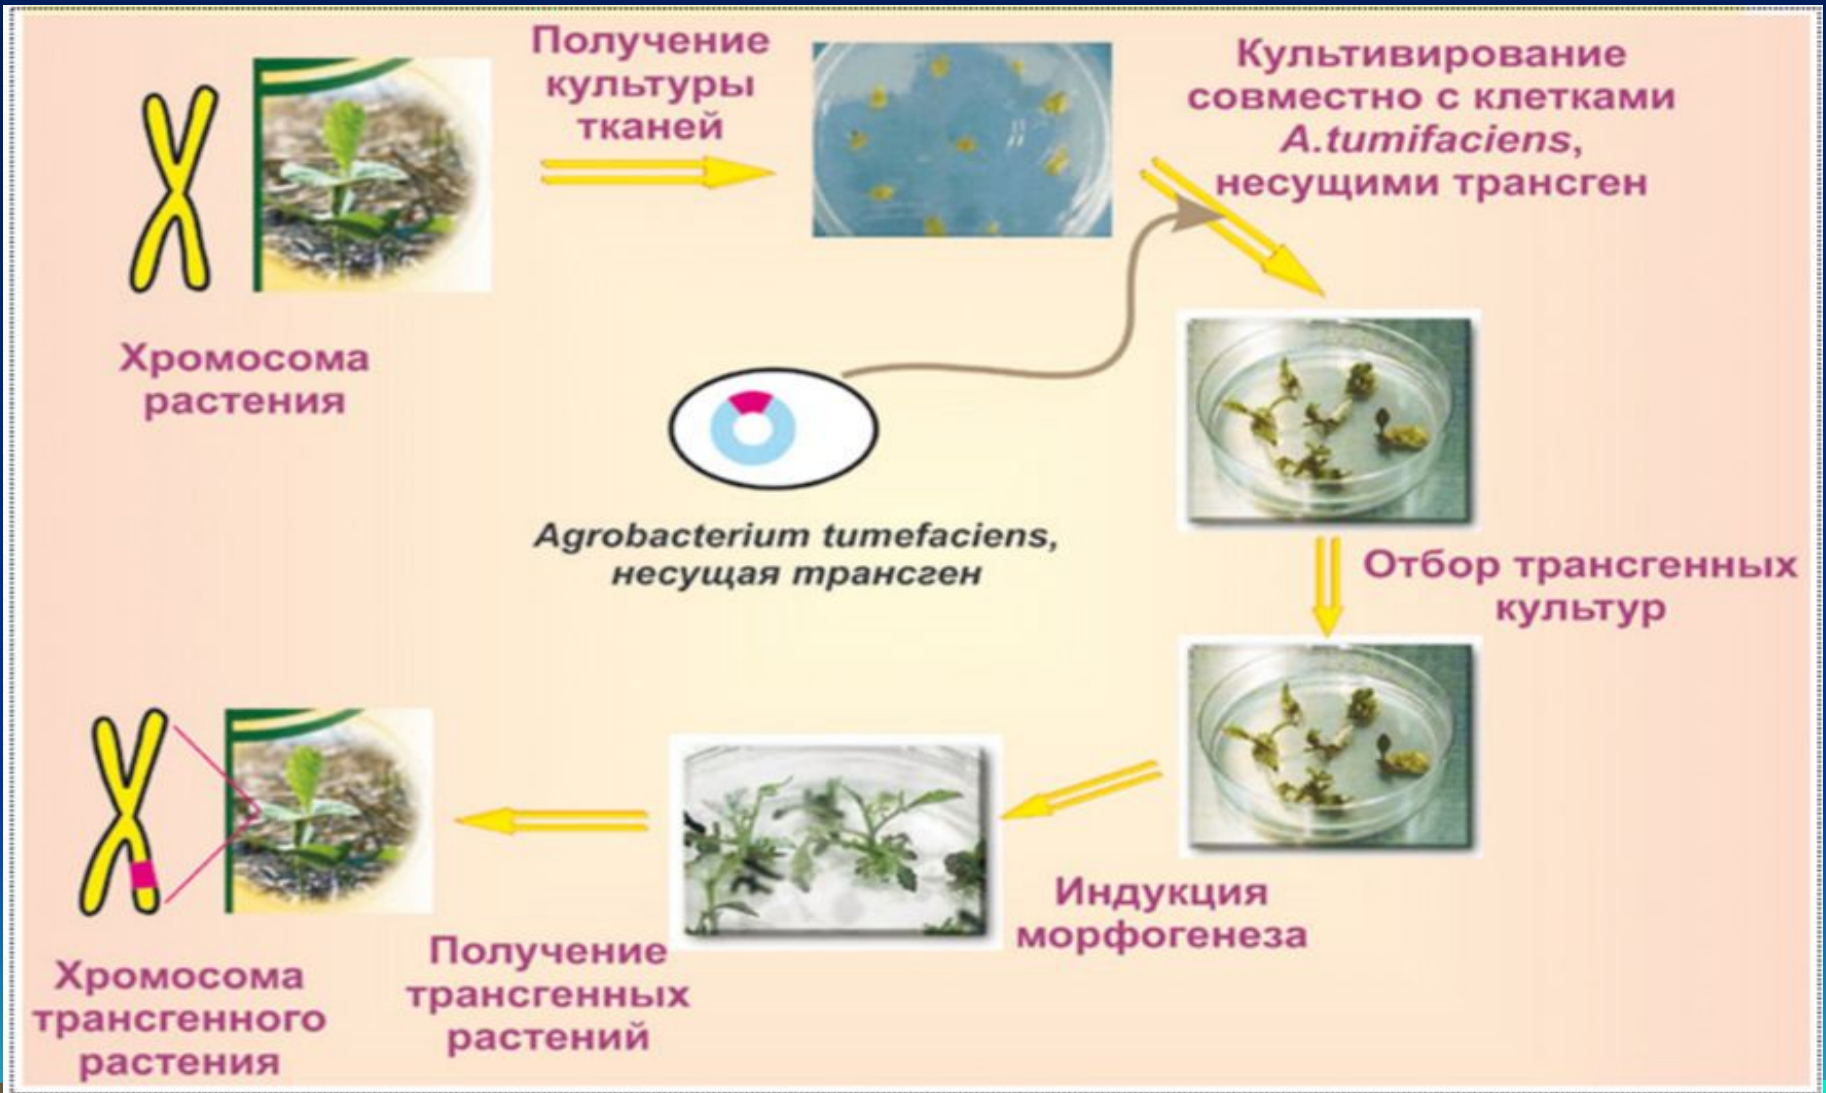 Получение
культуры
тканей
Культивирование
совместно с клетками
A.tumifaciens,
несущими трансген
Хромосома
растения
Agrobacterium tumefaciens,
несущая трансген
Отбор трансгенных
культур
Индукция
морфогенеза
Получение
трансгенных
растений
Хромосома
трансгенного
растения